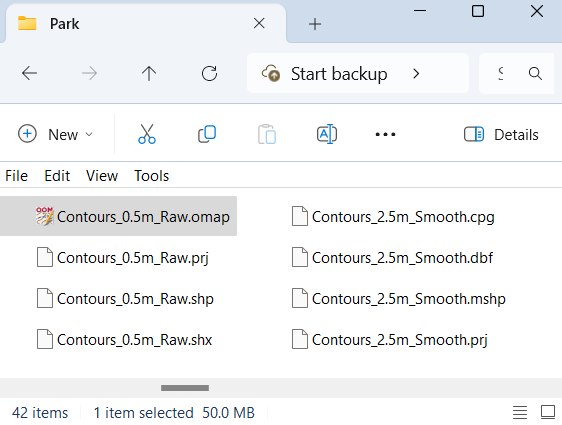 Park
Start backup
New
Details
File Edit View Tools
Contours_0.5m_Raw.omap
Contours_0.5m_Raw.prj
Contours_0.5m_Raw.shp
Contours_0.5m_Raw.shx
Contours_2.5m_Smooth.cpg
Contours_2.5m_Smooth.dbf
Contours_2.5m_Smooth.mshp
Contours_2.5m_Smooth.prj
42 items 1 item selected 50.0 MB